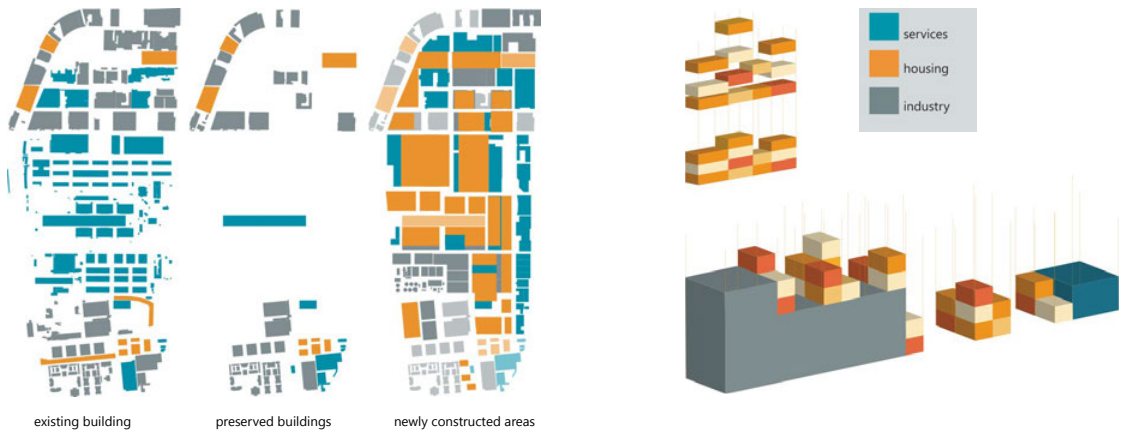 services
housing
industry
existing building
preserved buildings
newly constructed areas